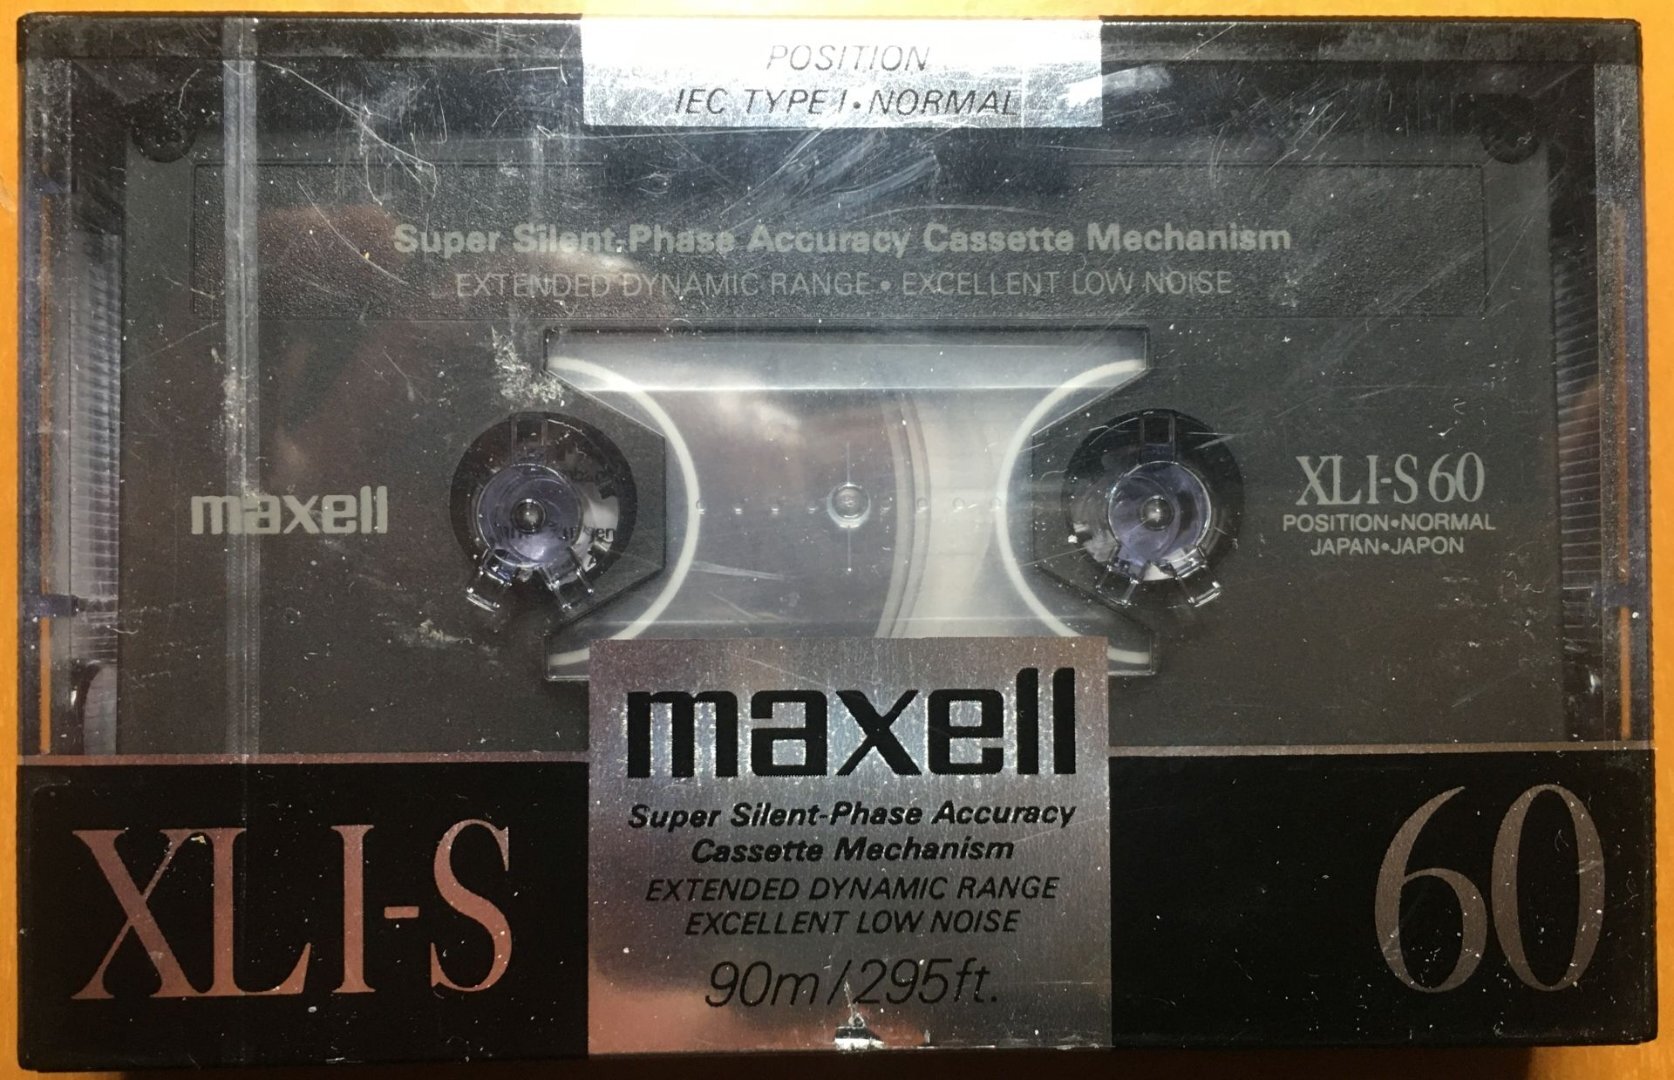 POSITION
IEC TYPE I•NORMAL
Super Silent-Phase Accuracy Cassette Mechanism
EXTENDED DYNAMIC RANGE • EXCELLENT LOW NOISE
maxell
XLI-S 60
POSITION•NORMAL
JAPAN•JAPON
maxell
Super Silent-Phase Accuracy
Cassette Mechanism
EXTENDED DYNAMIC RANGE
EXCELLENT LOW NOISE
90m/295ft.
XLI-S
60